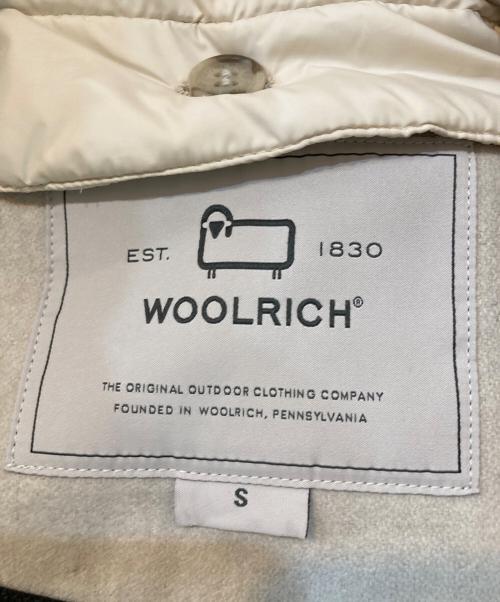 EST. 1830
WOOLRICH®
THE ORIGINAL OUTDOOR CLOTHING COMPANY
FOUNDED IN WOOLRICH, PENNSYLVANIA
S